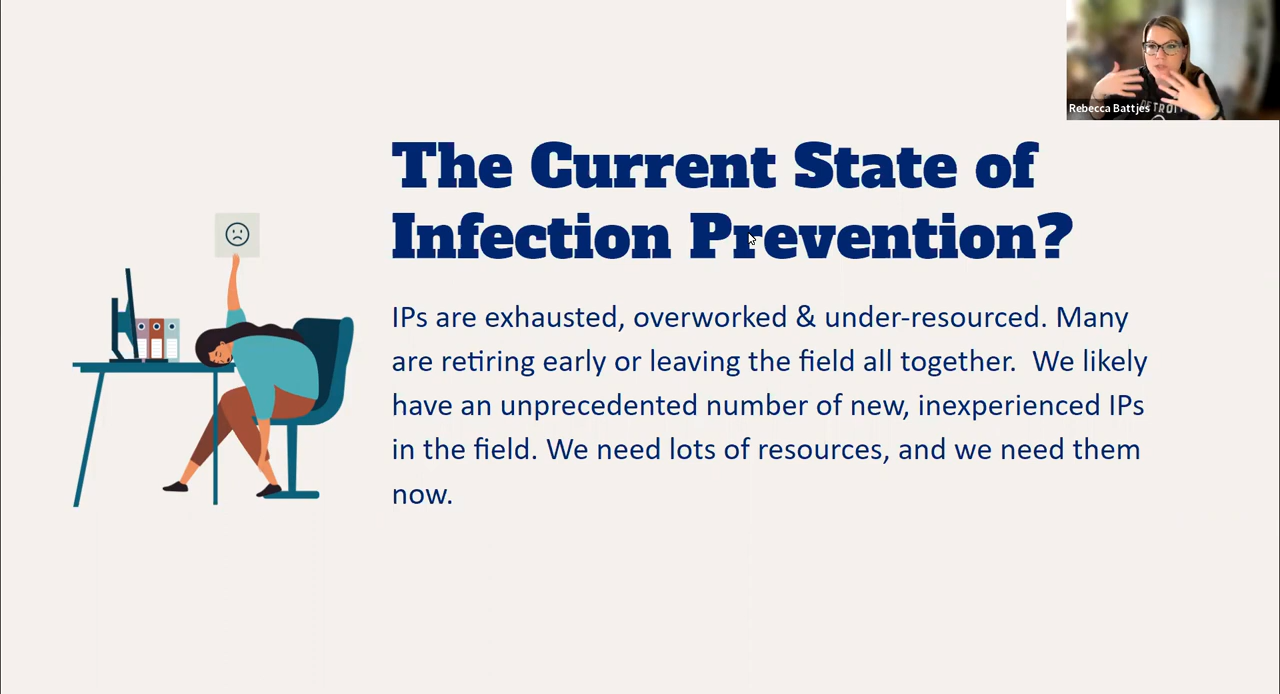 Rebecca Battjes
DETROIT
The Current State of
Infection Prevention?
IPs are exhausted, overworked & under-resourced. Many
are retiring early or leaving the field all together.  We likely
have an unprecedented number of new, inexperienced IPs
in the field. We need lots of resources, and we need them
now.